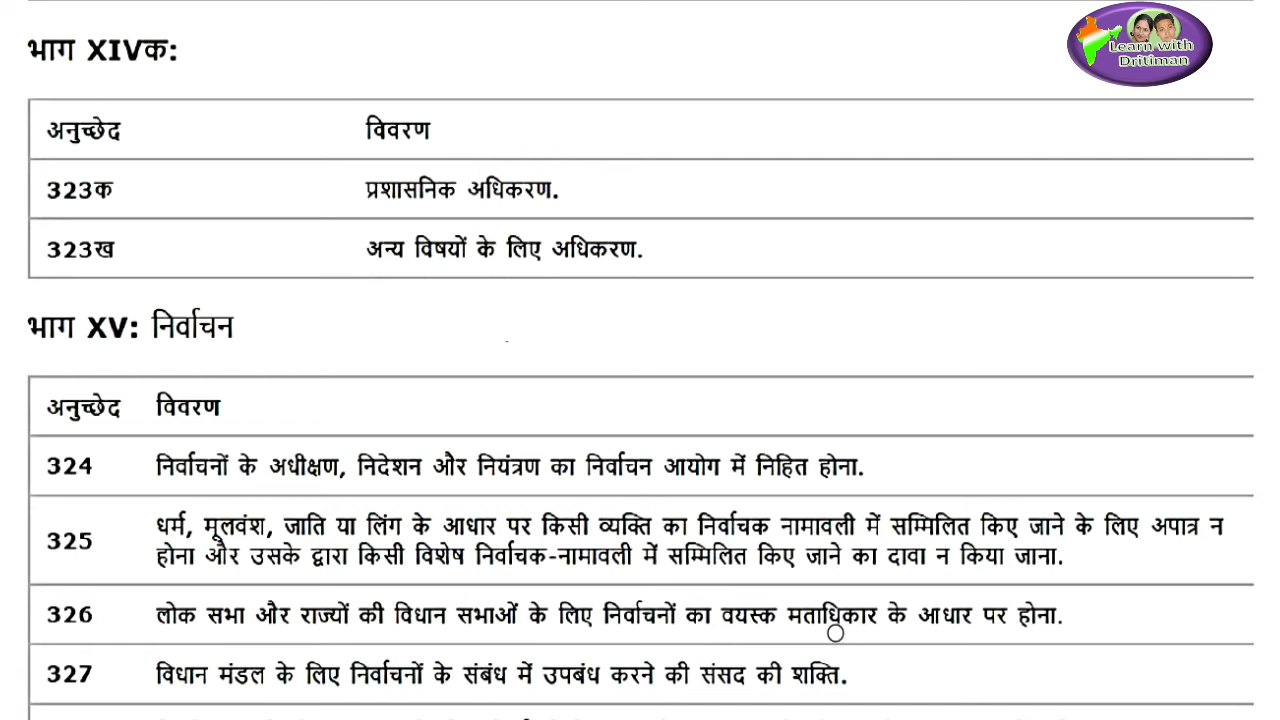 भाग XIVक:
Learn with
Dritiman
अनुच्छेद विवरण
323क प्रशासनिक अधिकरण.
323ख अन्य विषयों के लिए अधिकरण.
भाग XV: निर्वाचन
अनुच्छेद विवरण
324 निर्वाचनों के अधीक्षण, निदेशन और नियंत्रण का निर्वाचन आयोग में निहित होना.
325 धर्म, मूलवंश, जाति या लिंग के आधार पर किसी व्यक्ति का निर्वाचक नामावली में सम्मिलित किए जाने के लिए अपात्र न
होना और उसके द्वारा किसी विशेष निर्वाचक-नामावली में सम्मिलित किए जाने का दावा न किया जाना.
326 लोक सभा और राज्यों की विधान सभाओं के लिए निर्वाचनों का वयस्क मताधिकार के आधार पर होना.
327 विधान मंडल के लिए निर्वाचनों के संबंध में उपबंध करने की संसद की शक्ति.